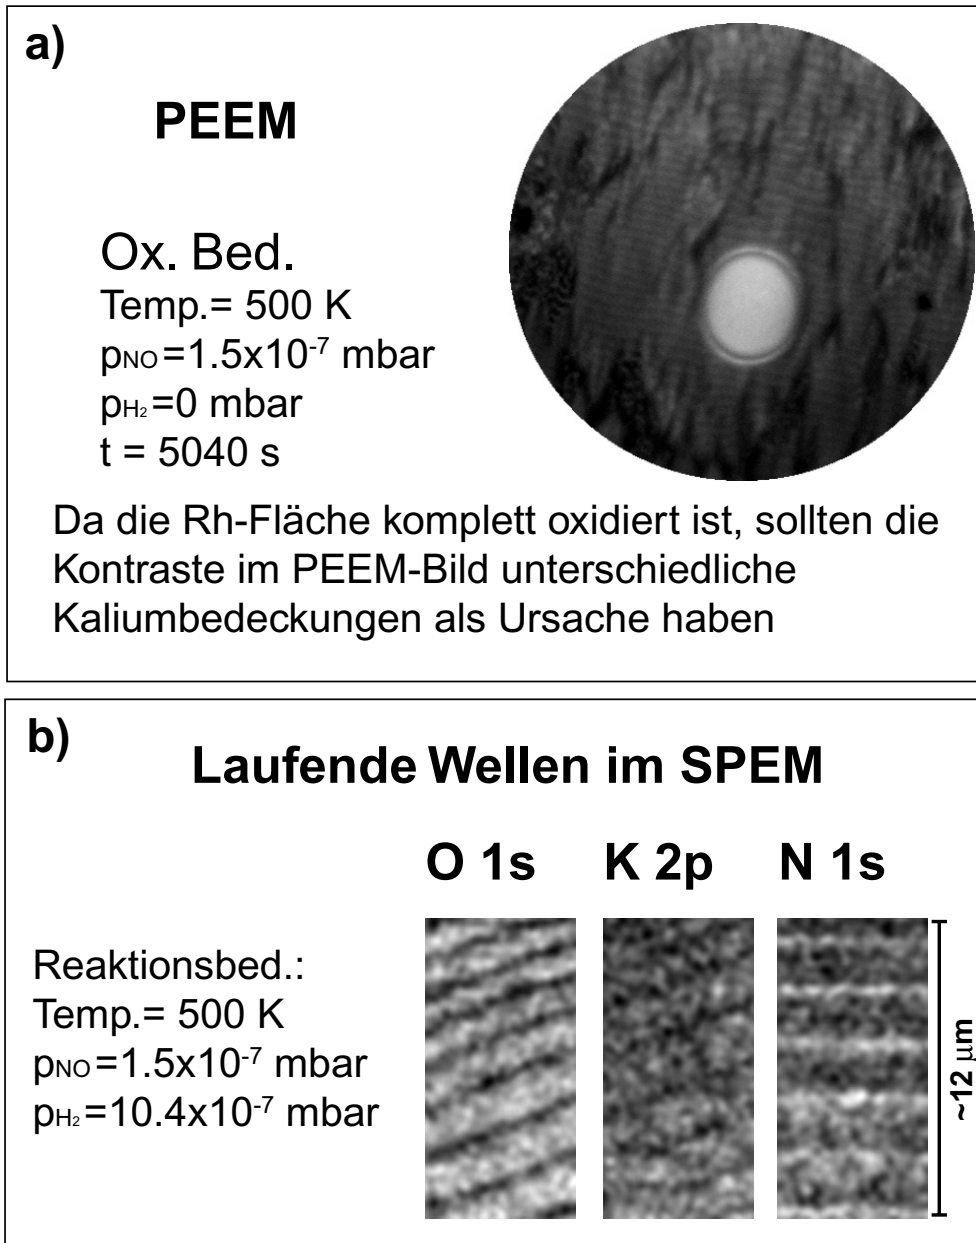 a)
PEEM
Ox. Bed.
Temp.= 500 K
pNO=1.5x10-7 mbar
pH2=0 mbar
t = 5040 s
Da die Rh-Fläche komplett oxidiert ist, sollten die
Kontraste im PEEM-Bild unterschiedliche
Kaliumbedeckungen als Ursache haben
b)
Laufende Wellen im SPEM
O 1s K 2p N 1s
Reaktionsbed.:
Temp.= 500 K
pNO=1.5x10-7 mbar
pH2=10.4x10-7 mbar
~12 μm